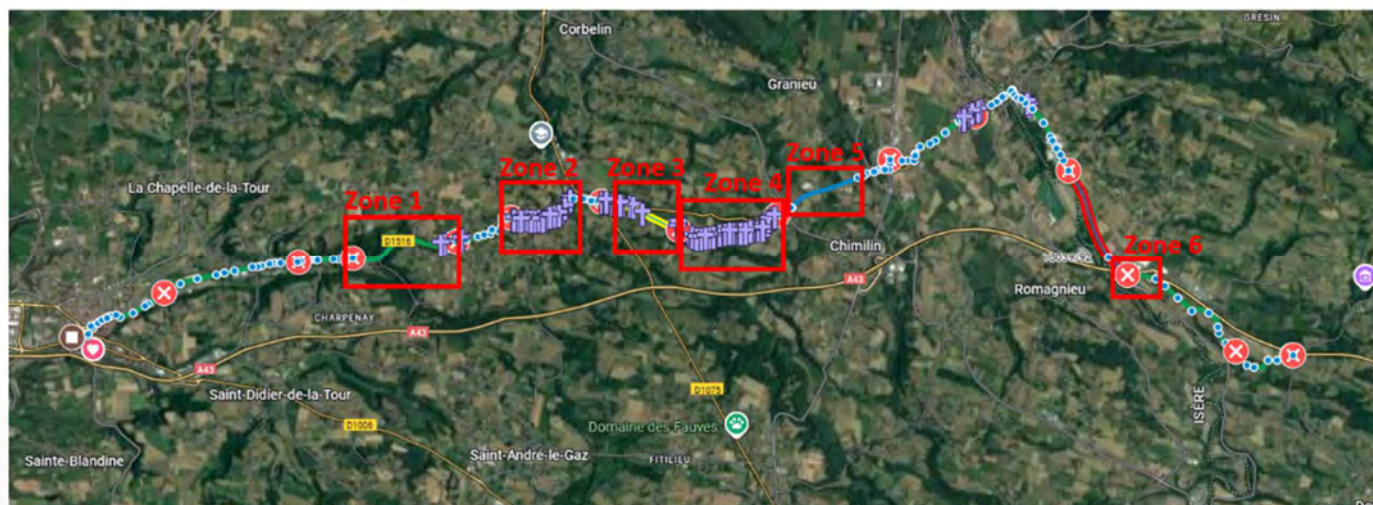 GRESIN
Corbelin
Granieu
Zone 2
Zone 3
Zone 5
La Chapelle-de-la-Tour
Zone 4
Zone 1
D1516
Chimilin
Zone 6
A43
Romagnieu
CHARPENAY
A43
A43
Saint-Didier-de-la-Tour
D1075
ISÈRE
D1006
Domaine des Fauves
Sainte-Blandine
Saint-André-le-Gaz
FITILIEU